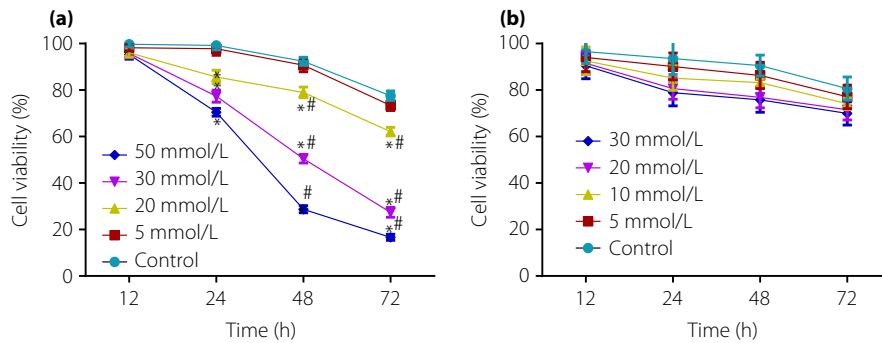 (a)
Cell viability (%)
100
80
60
40
20
0
50 mmol/L
30 mmol/L
20 mmol/L
5 mmol/L
Control
*
*
*
*#
*#
#
*#
*#
*#
12 24 48 72
Time (h)
(b)
Cell viability (%)
100
80
60
40
20
0
30 mmol/L
20 mmol/L
10 mmol/L
5 mmol/L
Control
12 24 48 72
Time (h)